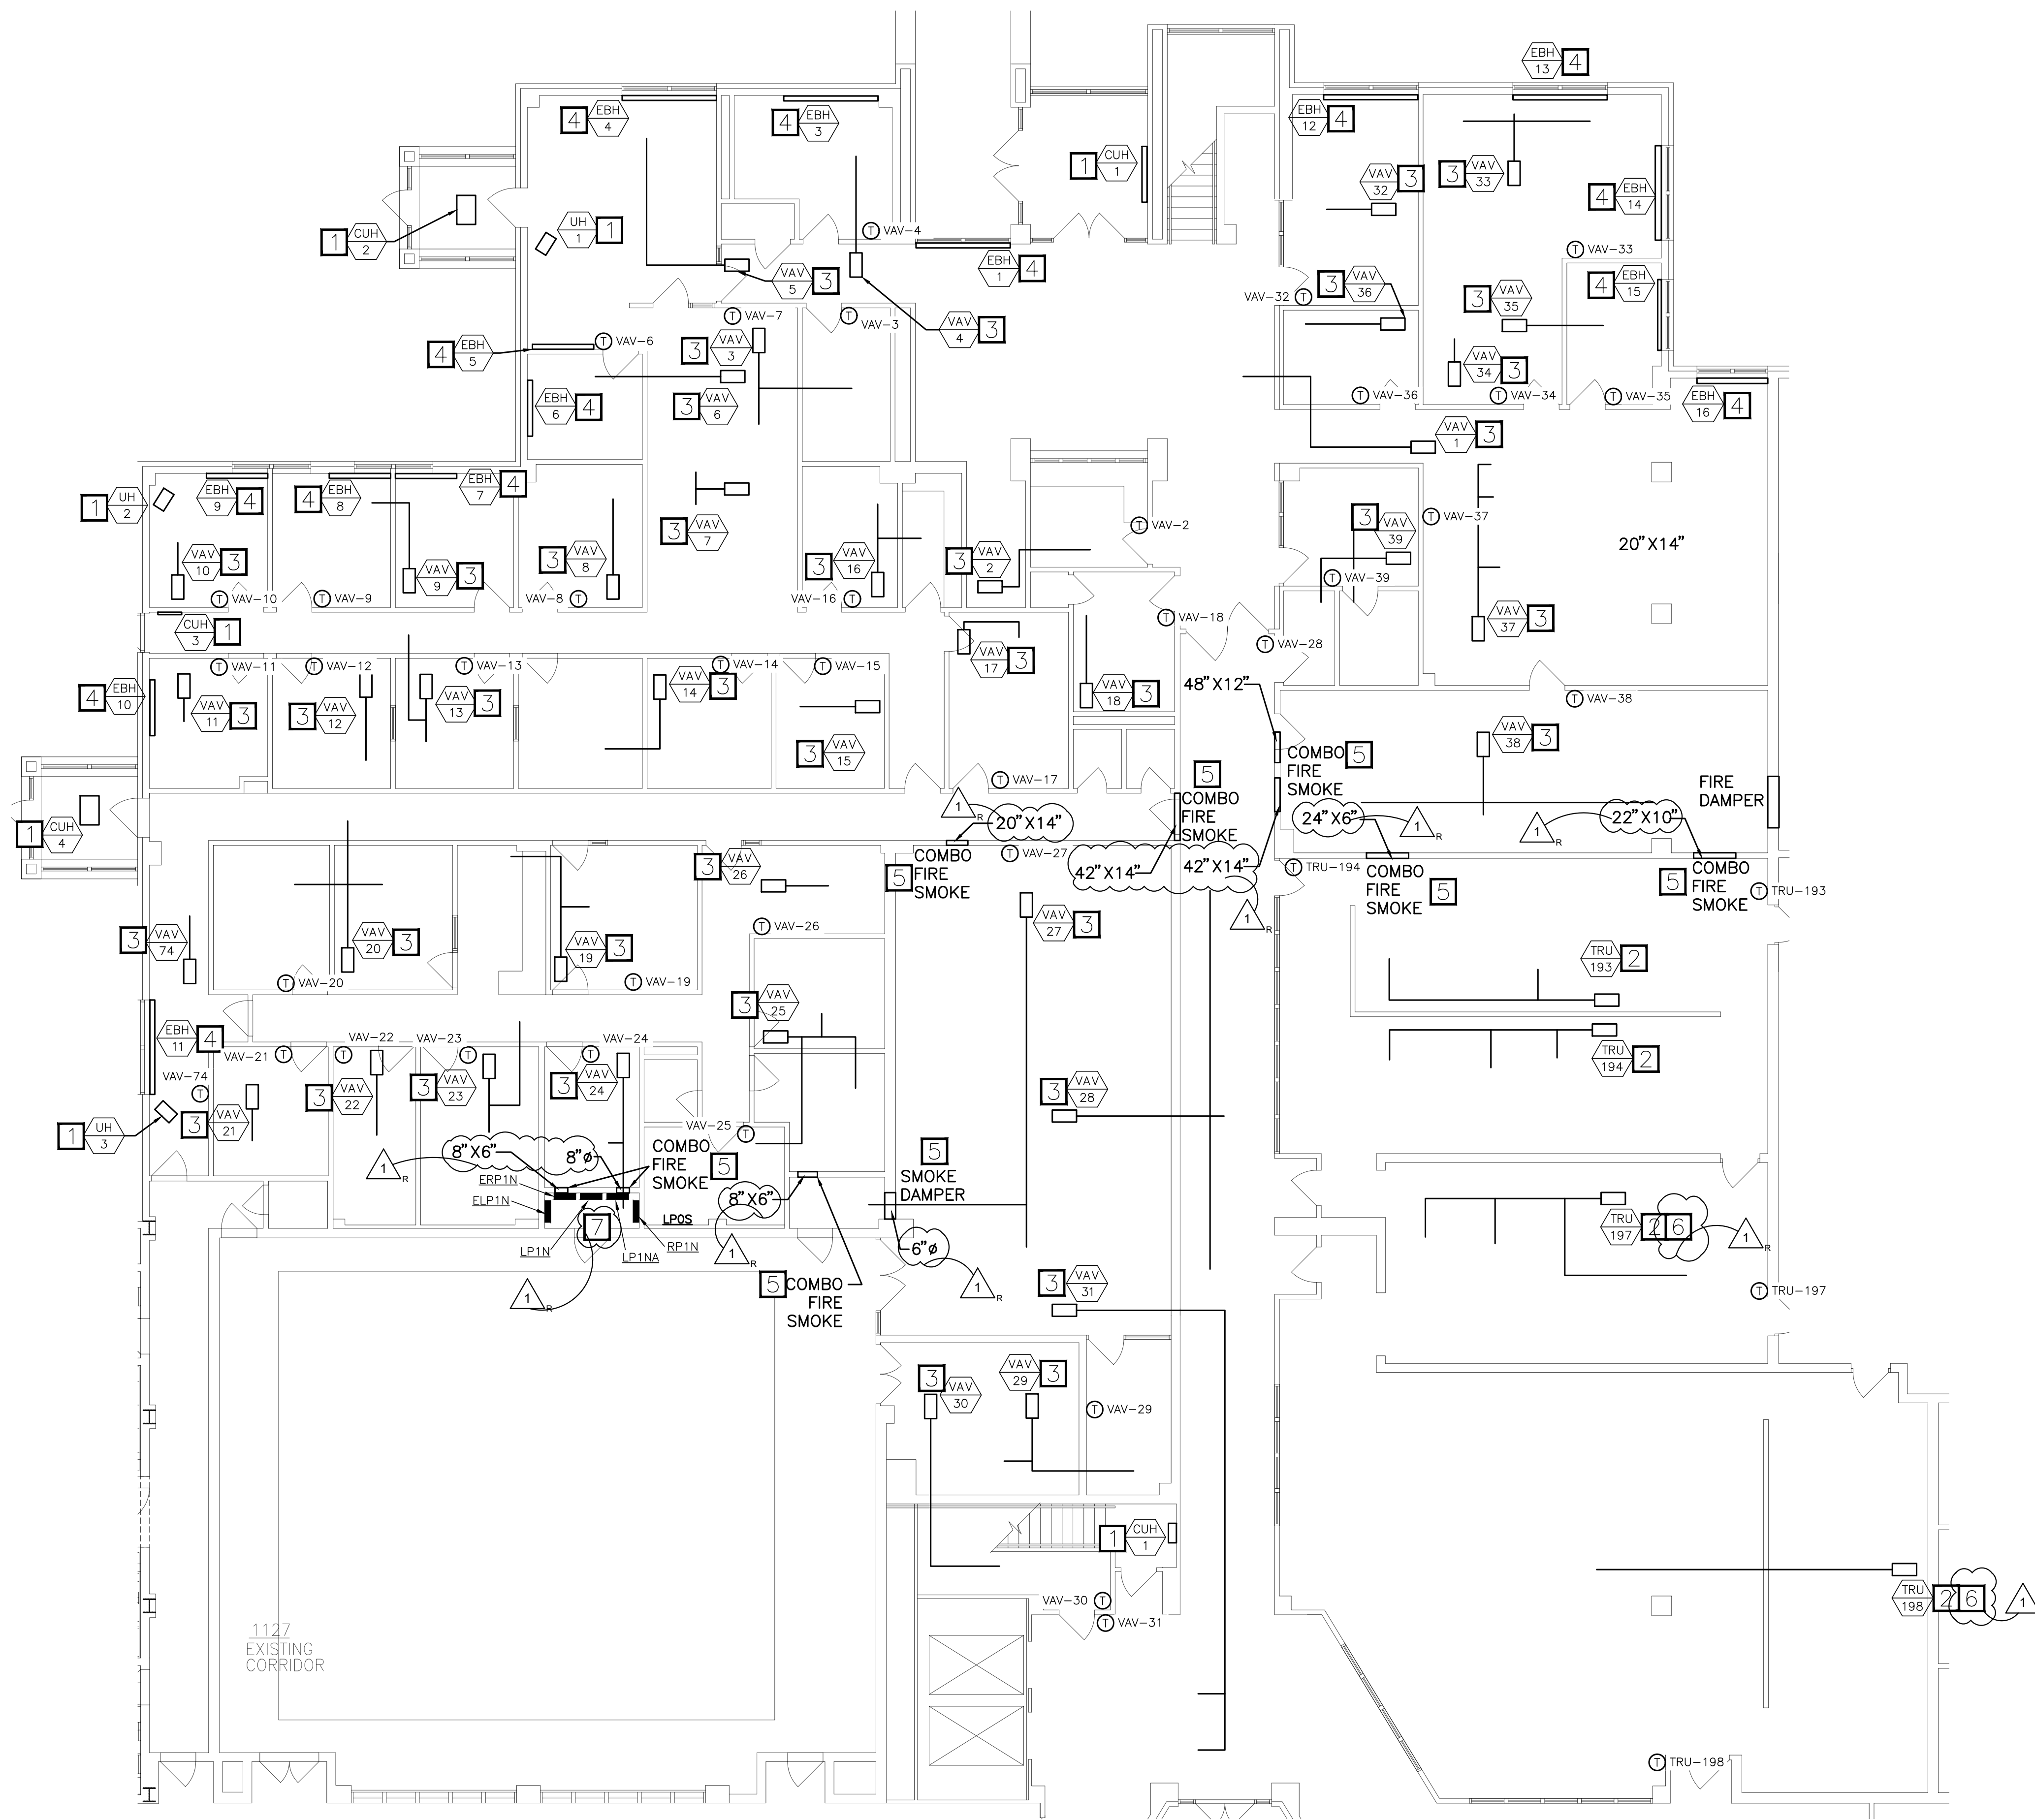 EBH
13
4
4
EBH
4
4
EBH
3
EBH
12
4
1
CUH
1
VAV
32
3
3
VAV
33
4
EBH
14
1
CUH
2
UH
1
1
T VAV-4
EBH
1
4
VAV
5
3
T VAV-33
4
EBH
15
VAV-32 T
3
VAV
36
3
VAV
35
T VAV-7
T VAV-3
VAV
4
3
4
EBH
5
T VAV-6
3
VAV
3
VAV
34
3
EBH
6
4
3
VAV
6
T VAV-36
T VAV-34
T VAV-35
EBH
16
4
VAV
1
3
1
UH
2
EBH
9
4
4
EBH
8
EBH
7
4
3
VAV
7
T VAV-2
3
VAV
39
T VAV-37
20"X14"
VAV
10
3
VAV
9
3
3
VAV
8
3
VAV
16
3
VAV
2
T VAV-39
T VAV-10
T VAV-9
VAV-8 T
VAV-16 T
T VAV-18
VAV
37
3
CUH
3
1
T VAV-28
T VAV-11
T VAV-12
T VAV-13
T VAV-14
T VAV-15
VAV
17
3
4
EBH
10
VAV
11
3
3
VAV
12
VAV
13
3
VAV
14
3
VAV
18
3
48"X12"
T VAV-38
3
VAV
15
VAV
38
3
T VAV-17
5
COMBO
FIRE
SMOKE
COMBO
FIRE
SMOKE
5
FIRE
DAMPER
1
CUH
4
1
R
20"X14"
24"X6"
1
R
1
R
22"X10"
COMBO
FIRE
SMOKE
5
T VAV-27
42"X14"
42"X14"
1
R
T TRU-194
COMBO
FIRE
SMOKE
5
5
COMBO
FIRE
SMOKE
T TRU-193
3
VAV
26
3
VAV
74
VAV
20
3
VAV
19
3
T VAV-26
VAV
27
3
TRU
193
2
T VAV-20
T VAV-19
3
VAV
25
EBH
11
4
VAV-21 T
VAV-22
T
VAV-23
T
VAV-24
T
TRU
194
2
VAV-74
T
3
VAV
21
3
VAV
22
3
VAV
23
3
VAV
24
3
VAV
28
1
UH
3
VAV-25
T
8"X6"
8"ø
COMBO
FIRE
SMOKE
5
1
R
5
SMOKE
DAMPER
ERP1N
ELP1N
8"X6"
7
LP0S
LP1N
LP1NA
RP1N
1
R
6"ø
1
R
TRU
197
2
6
1
R
1
R
5
COMBO
FIRE
SMOKE
3
VAV
31
T TRU-197
3
VAV
30
VAV
29
3
T VAV-29
1
CUH
1
VAV-30 T
T VAV-31
TRU
198
2
6
1
1127
EXISTING
CORRIDOR
T TRU-198